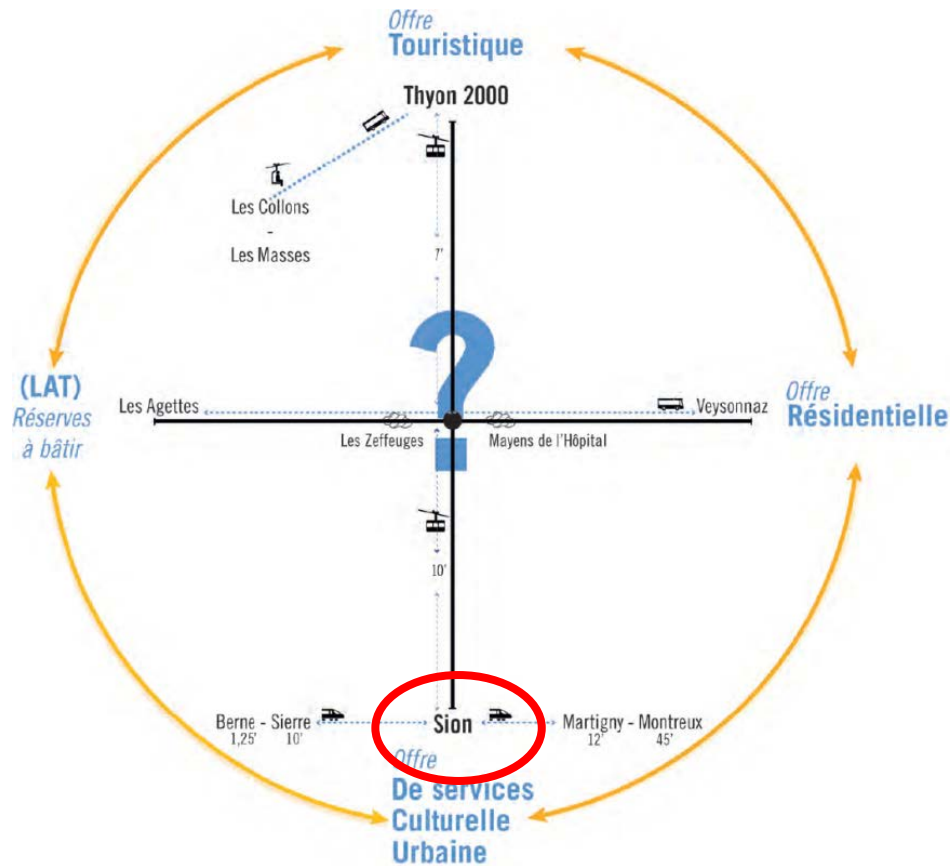 Offre
Touristique
Thyon 2000
Les Collons
-
Les Masses
7'
?
(LAT)
Réserves
à bâtir
Les Agettes
Veysonnaz
Offre
Résidentielle
Les Zeffeuges
Mayens de l'Hôpital
10'
Berne - Sierre
1,25' 10'
Sion
Martigny - Montreux
12' 45'
Offre
De services
Culturelle
Urbaine